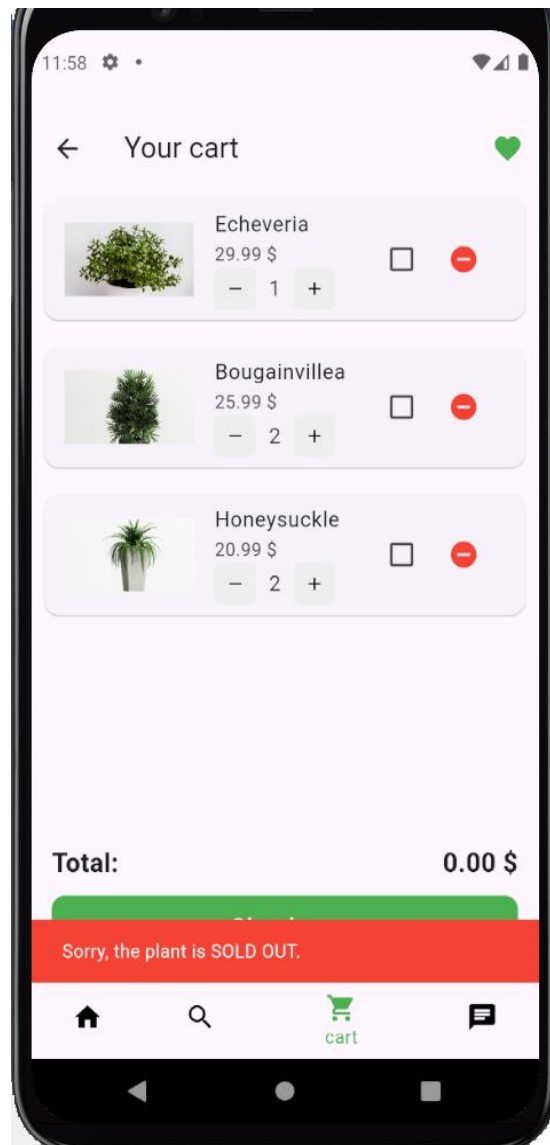 11:58
Your cart
Echeveria
29.99 $
− 1 +
Bougainvillea
25.99 $
− 2 +
Honeysuckle
20.99 $
− 2 +
Total: 0.00 $
Sorry, the plant is SOLD OUT.
cart